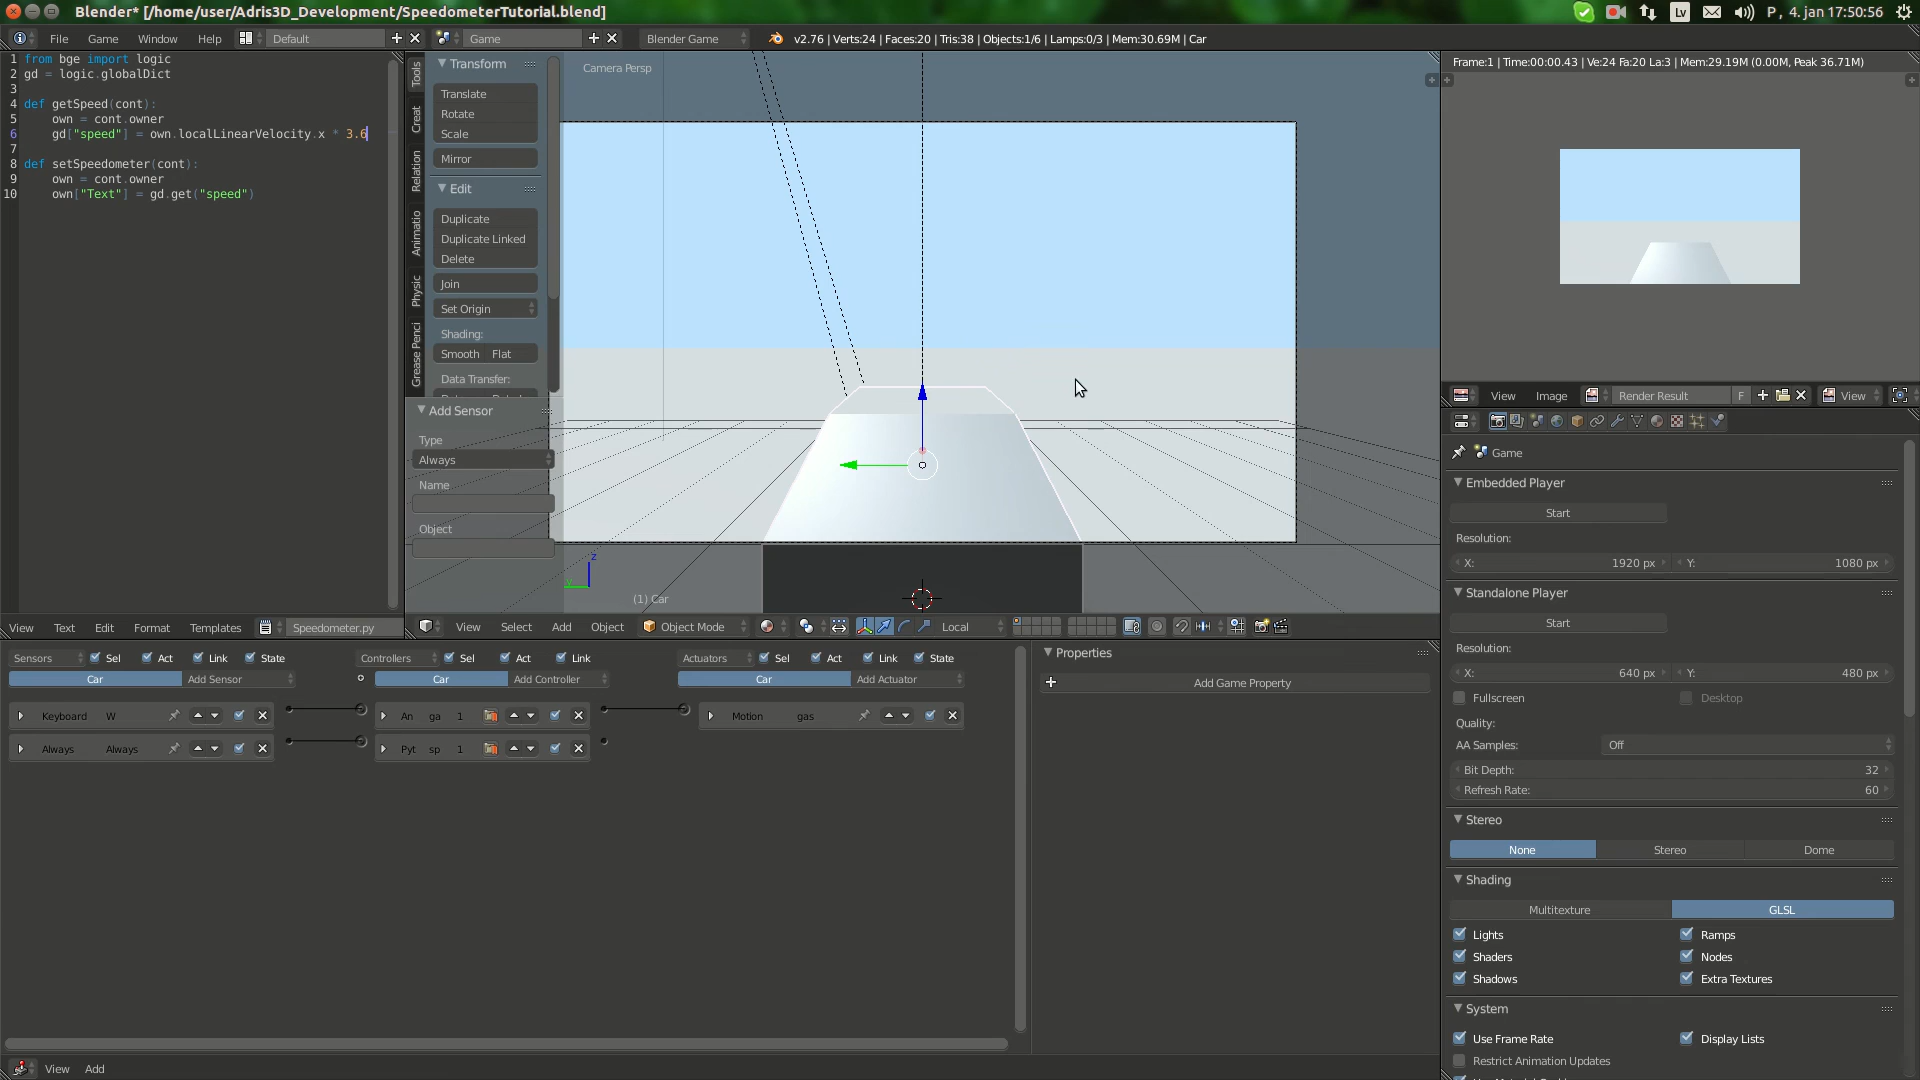 Blender* [/home/user/Adris3D_Development/SpeedometerTutorial.blend]
Lv
P , 4. jan 17:50:56
File Game Window Help
Default
Game
Blender Game
v2.76 | Verts:24 | Faces:20 | Tris:38 | Objects:1/6 | Lamps:0/3 | Mem:30.69M | Car
1 from bge import logic
2 gd = logic.globalDict
3
4 def getSpeed(cont):
5 own = cont.owner
6 gd["speed"] = own.localLinearVelocity.x * 3.6
7
8 def setSpeedometer(cont):
9 own = cont.owner
10 own["Text"] = gd.get("speed")
View Text Edit Format Templates
Speedometer.py
Tools
Creat
Relation
Animatio
Physic
Grease Penci
Transform
Translate
Rotate
Scale
Mirror
Edit
Duplicate
Duplicate Linked
Delete
Join
Set Origin
Shading:
Smooth Flat
Data Transfer:
Add Sensor
Type
Always
Name
Object
Camera Persp
z
y
(1) Car
View Select Add Object
Object Mode
Local
Frame:1 | Time:00:00.43 | Ve:24 Fa:20 La:3 | Mem:29.19M (0.00M, Peak 36.71M)
View Image
Render Result
F
View
Game
Embedded Player
Start
Resolution:
X: 1920 px
Y: 1080 px
Standalone Player
Start
Resolution:
X: 640 px
Y: 480 px
Fullscreen
Desktop
Quality:
AA Samples: Off
Bit Depth: 32
Refresh Rate: 60
Stereo
None Stereo Dome
Shading
Multitexture GLSL
Lights Ramps
Shaders Nodes
Shadows Extra Textures
System
Use Frame Rate Display Lists
Restrict Animation Updates
Sensors Sel Act Link State
Car Add Sensor
Keyboard W
Always Always
Controllers Sel Act Link
Car Add Controller
An ga 1
Pyt sp 1
Actuators Sel Act Link State
Car Add Actuator
Motion gas
Properties
Add Game Property
View Add